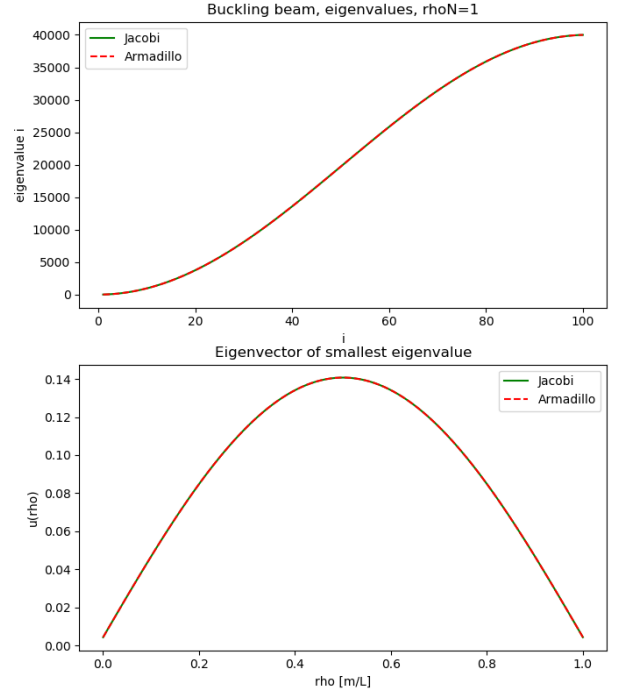 Buckling beam, eigenvalues, rhoN=1
Jacobi
Armadillo
eigenvalue i
40000
35000
30000
25000
20000
15000
10000
5000
0
0 20 40 60 80 100
i
Eigenvector of smallest eigenvalue
Jacobi
Armadillo
u(rho)
0.14
0.12
0.10
0.08
0.06
0.04
0.02
0.00
0.0 0.2 0.4 0.6 0.8 1.0
rho [m/L]